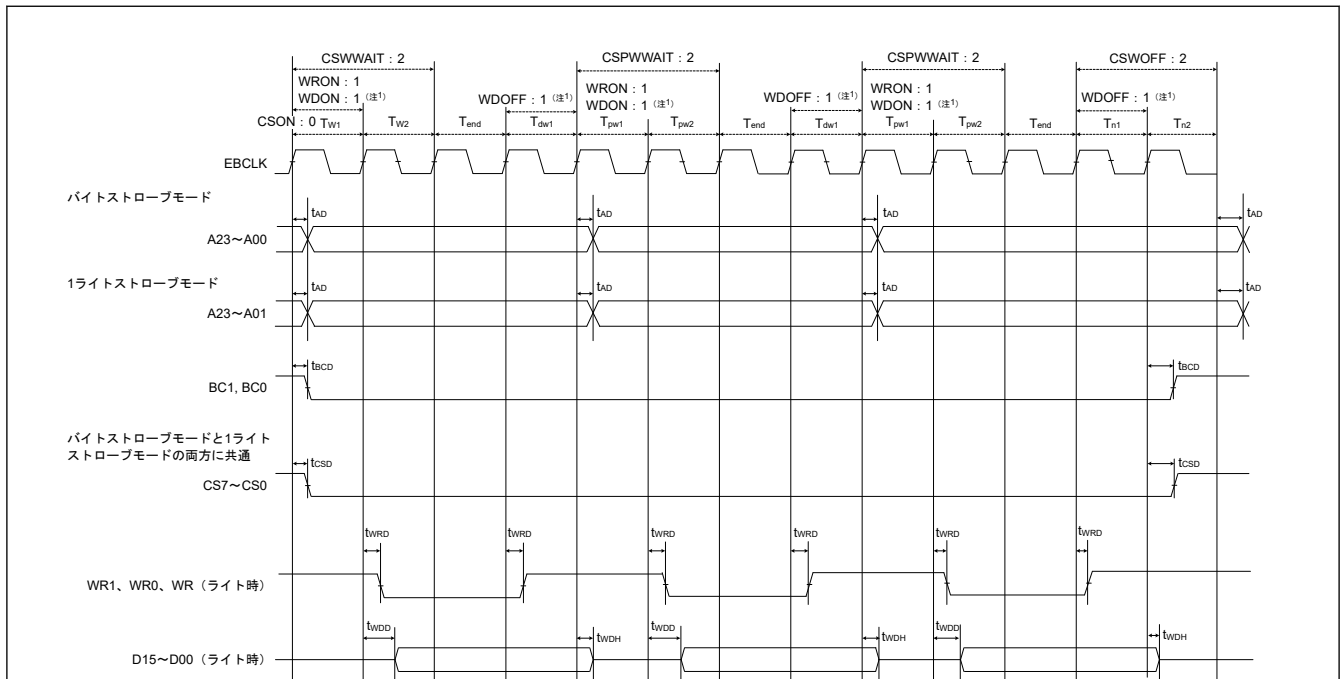 CSWWAIT：2 CSPWWAIT：2 CSPWWAIT：2 CSWOFF：2
WRON：1 WRON：1 WRON：1
WDON：1（注1） WDOFF：1（注1） WDON：1（注1） WDOFF：1（注1） WDON：1（注1） WDOFF：1（注1）
CSON：0 TW1 TW2 Tend Tdw1 Tpw1 Tpw2 Tend Tdw1 Tpw1 Tpw2 Tend Tn1 Tn2
EBCLK
バイトストローブモード
tAD tAD tAD tAD
A23～A00
1ライトストローブモード
tAD tAD tAD tAD
A23～A01
tBCD tBCD
BC1, BC0
バイトストローブモードと1ライト
ストローブモードの両方に共通
tCSD tCSD
CS7～CS0
tWRD tWRD tWRD tWRD tWRD tWRD
WR1、WR0、WR（ライト時）
tWDD tWDH tWDD tWDH tWDD tWDH
D15～D00（ライト時）